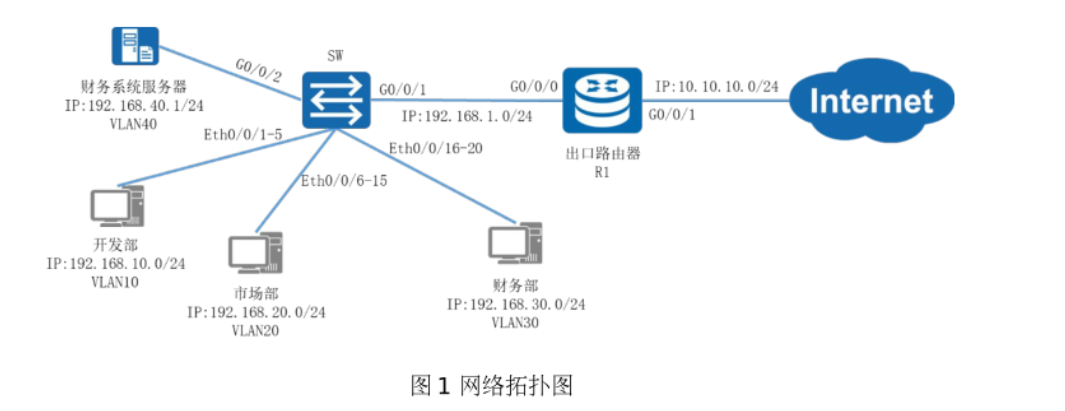 SW
财务系统服务器
IP:192.168.40.1/24
VLAN40
G0/0/2
G0/0/1
IP:192.168.1.0/24
G0/0/0
IP:10.10.10.0/24
G0/0/1
Internet
出口路由器
R1
Eth0/0/1-5
Eth0/0/6-15
Eth0/0/16-20
开发部
IP:192.168.10.0/24
VLAN10
市场部
IP:192.168.20.0/24
VLAN20
财务部
IP:192.168.30.0/24
VLAN30
图 1 网络拓扑图